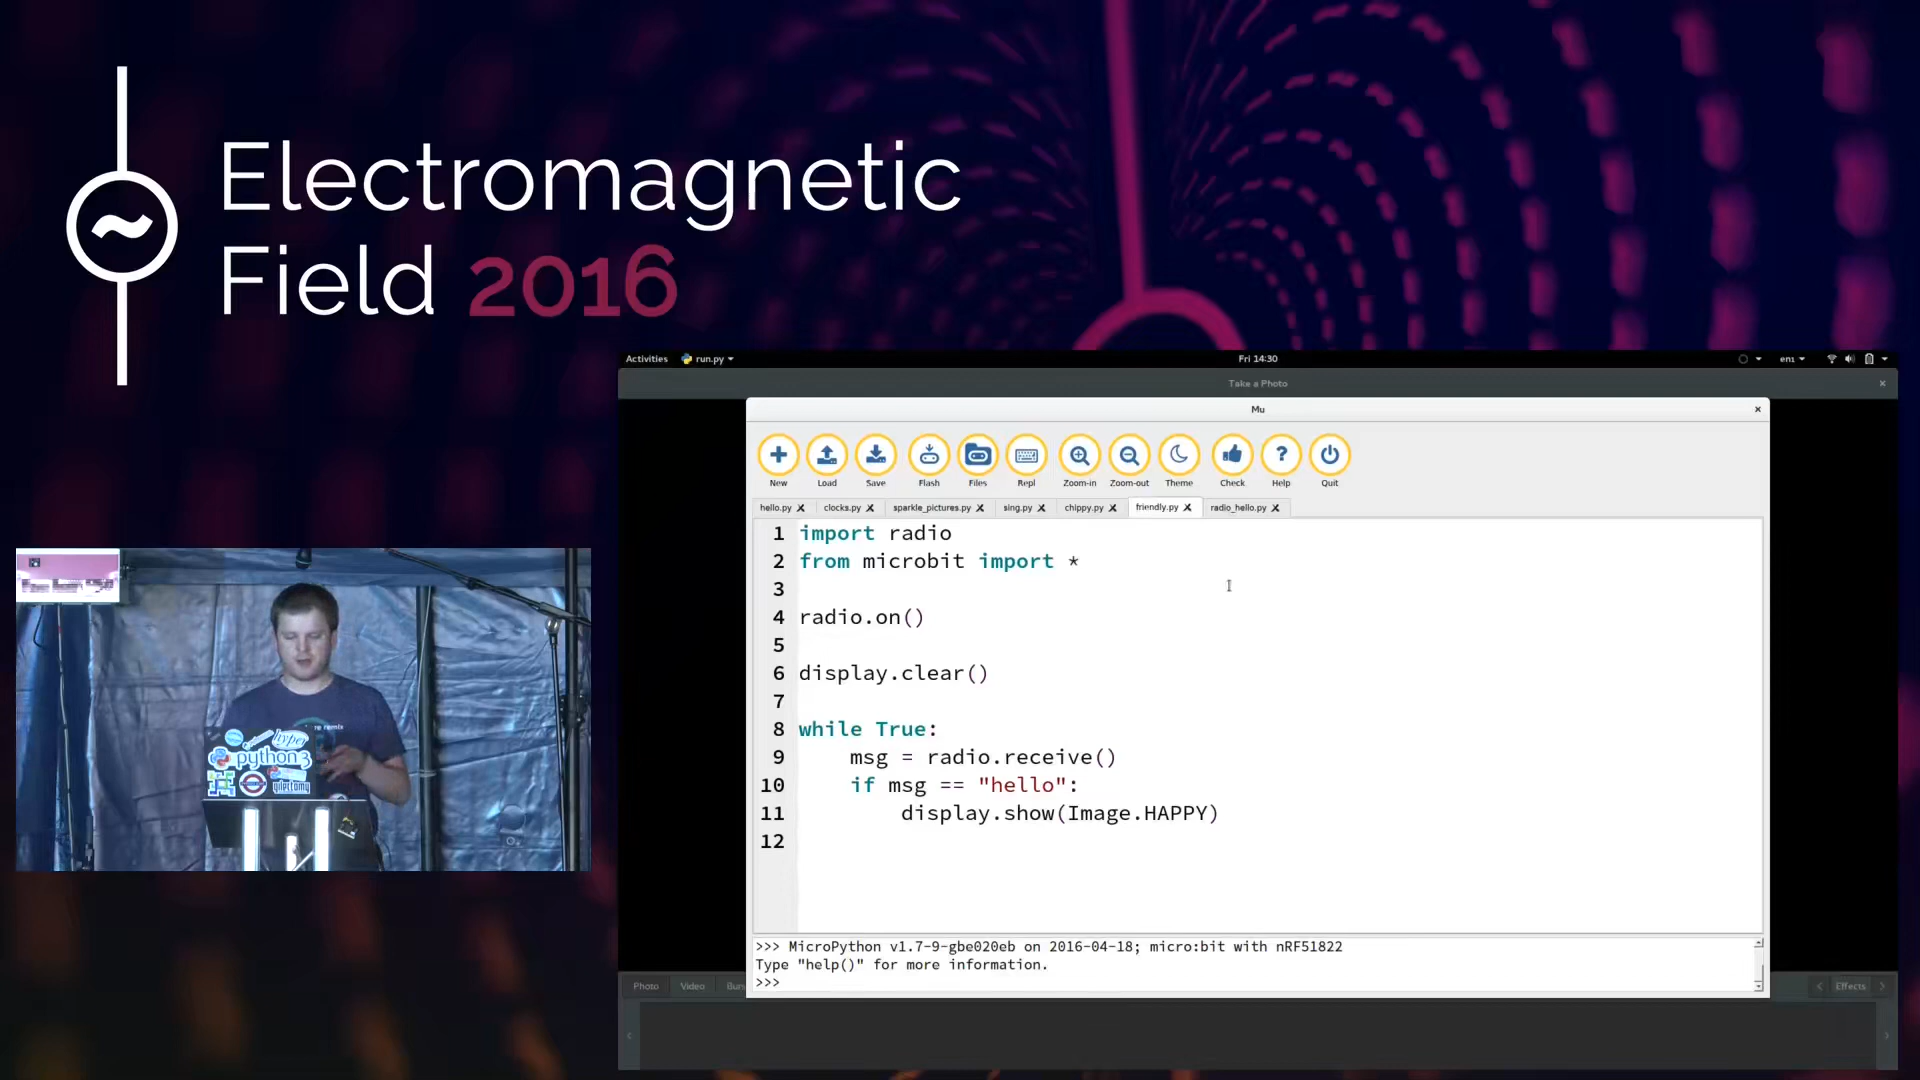 Electromagnetic
Field 2016
Activities run.py Fri 14:30 en1
Take a Photo
Mu
New Load Save Flash Files Repl Zoom-in Zoom-out Theme Check Help Quit
hello.py clocks.py sparkle_pictures.py sing.py chippy.py friendly.py radio_hello.py
1 import radio
2 from microbit import *
3
4 radio.on()
5
6 display.clear()
7
8 while True:
9 msg = radio.receive()
10 if msg == "hello":
11 display.show(Image.HAPPY)
12
>>> MicroPython v1.7-9-gbe020eb on 2016-04-18; micro:bit with nRF51822
Type "help()" for more information.
>>>
Photo Video Effects
re remix
hyper
python3